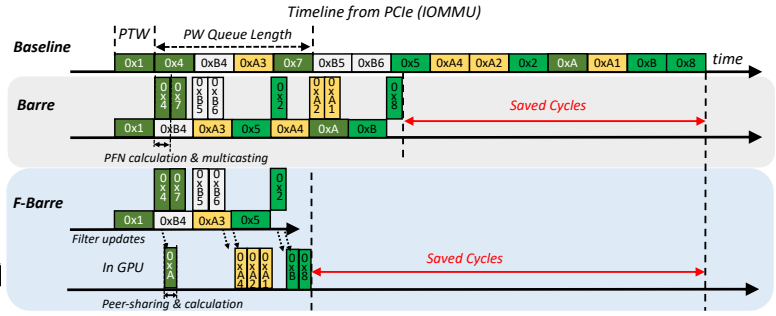 Timeline from PCIe (IOMMU)
PTW
PW Queue Length
Baseline
0x1 0x4 0xB4 0xA3 0x7 0xB5 0xB6 0x5 0xA4 0xA2 0x2 0xA 0xA1 0xB 0x8 time
Barre
0x4 0x7 0xB5 0xB6 0x2 0xA2 0xA1 0x8
Saved Cycles
0x1 0xB4 0xA3 0x5 0xA4 0xA 0xB
PFN calculation & multicasting
F-Barre
0x4 0x7 0xB5 0xB6 0x2
0x1 0xB4 0xA3 0x5
Filter updates
In GPU
0xA 0xA4 0xA2 0xA1 0xB 0x8
Saved Cycles
Peer-sharing & calculation